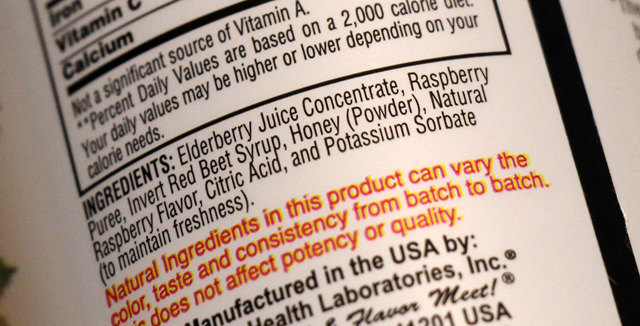 Iron
Vitamin C
Calcium
Not a significant source of Vitamin A.
**Percent Daily Values are based on a 2,000 calorie diet.
Your daily values may be higher or lower depending on your
calorie needs.
INGREDIENTS: Elderberry Juice Concentrate, Raspberry
Puree, Invert Red Beet Syrup, Honey (Powder), Natural
Raspberry Flavor, Citric Acid, and Potassium Sorbate
(to maintain freshness).
Natural Ingredients in this product can vary the
color, taste and consistency from batch to batch.
does not affect potency or quality.
Manufactured in the USA by:
Health Laboratories, Inc.®
& Flavor Meet!®
USA